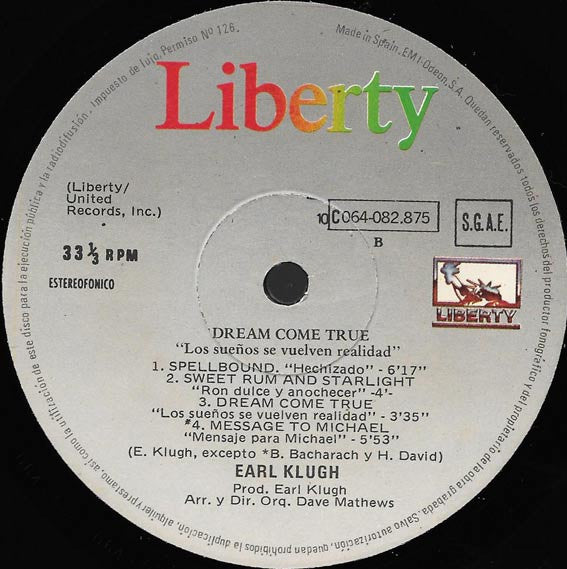 Impuesto de lujo. Permiso Nº 126.
Made in Spain. EMI-Odeon, S.A. Quedan reservados todos los derechos del productor fonográfico y del propietario de la obra grabada. Salvo autorización, quedan prohibidos la duplicación, alquiler y prestamo, así como la utilización de este disco para la ejecución pública y la radiodifusión.
Liberty
(Liberty/
United
Records, Inc.)
10C064-082.875
S.G.A.E.
B
33 1/3 RPM
ESTEREOFONICO
LIBERTY
DREAM COME TRUE
“Los sueños se vuelven realidad”
1. SPELLBOUND. “Hechizado” - 6'17”
2. SWEET RUM AND STARLIGHT
“Ron dulce y anochecer” -4'-
3. DREAM COME TRUE
“Los sueños se vuelven realidad” - 3'35”
*4. MESSAGE TO MICHAEL
“Mensaje para Michael” - 5'53”
(E. Klugh, excepto *B. Bacharach y H. David)
EARL KLUGH
Prod. Earl Klugh
Arr. y Dir. Orq. Dave Mathews